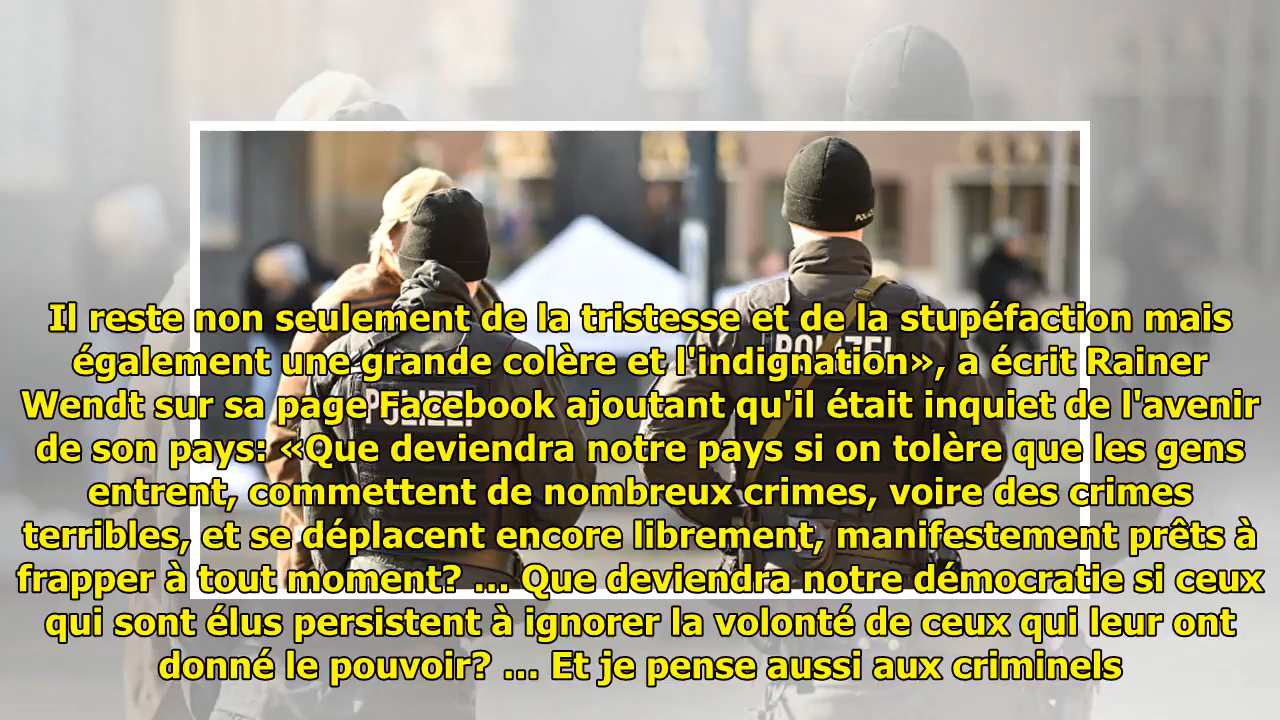 POLI
POLIZEI
POLIZEI
Il reste non seulement de la tristesse et de la stupéfaction mais
également une grande colère et l'indignation», a écrit Rainer
Wendt sur sa page Facebook ajoutant qu'il était inquiet de l'avenir
de son pays: «Que deviendra notre pays si on tolère que les gens
entrent, commettent de nombreux crimes, voire des crimes
terribles, et se déplacent encore librement, manifestement prêts à
frapper à tout moment? ... Que deviendra notre démocratie si ceux
qui sont élus persistent à ignorer la volonté de ceux qui leur ont
donné le pouvoir? ... Et je pense aussi aux criminels